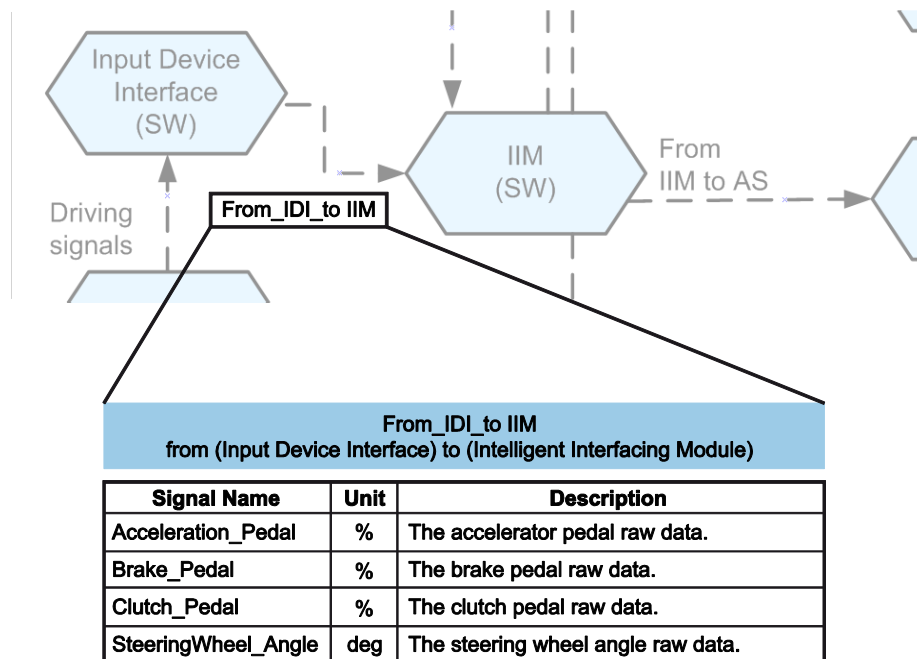 Input Device
Interface
(SW)
IIM
(SW)
From
IIM to AS
Driving
signals
From_IDI_to IIM
From_IDI_to IIM
from (Input Device Interface) to (Intelligent Interfacing Module)
Signal Name Unit Description
Acceleration_Pedal % The accelerator pedal raw data.
Brake_Pedal % The brake pedal raw data.
Clutch_Pedal % The clutch pedal raw data.
SteeringWheel_Angle deg The steering wheel angle raw data.